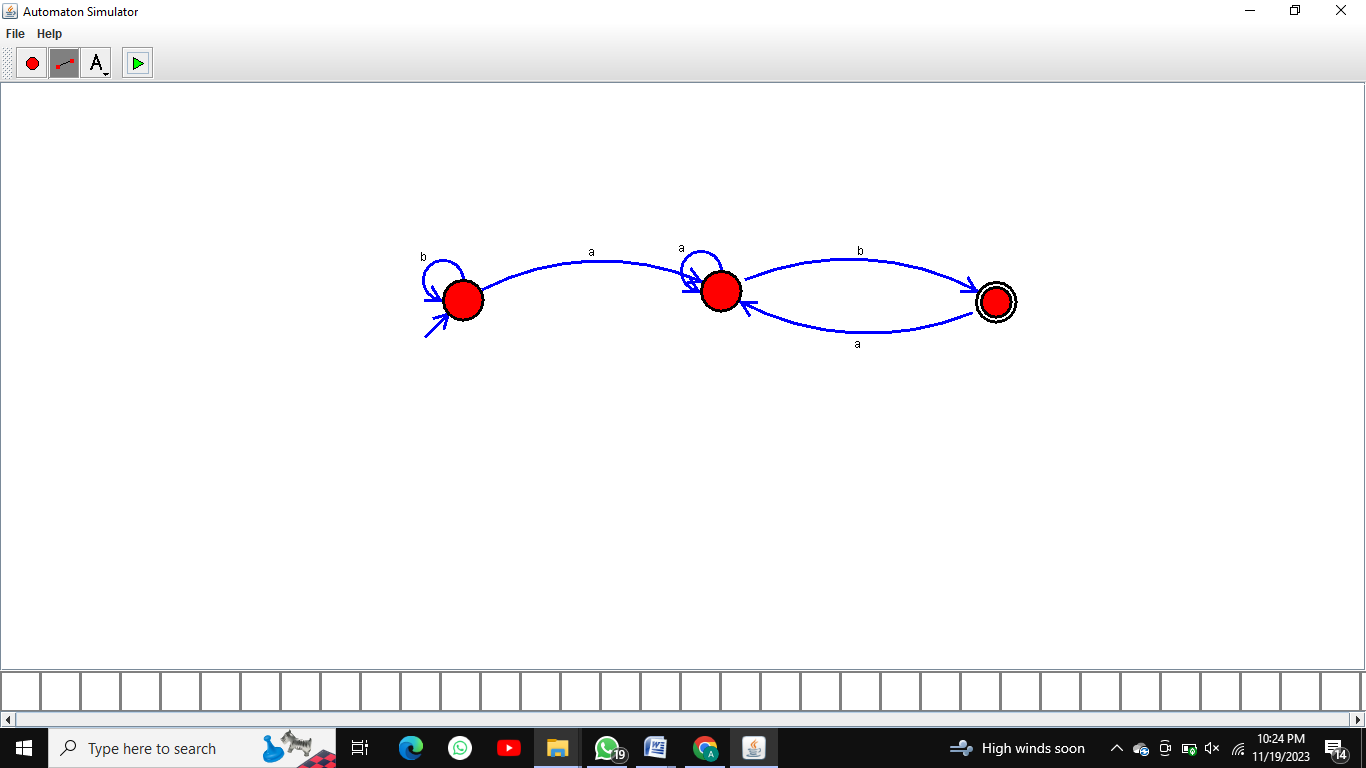 Automaton Simulator
File Help
A
b
a
a
b
a
Type here to search
19
W
A
High winds soon
10:24 PM
11/19/2023
14